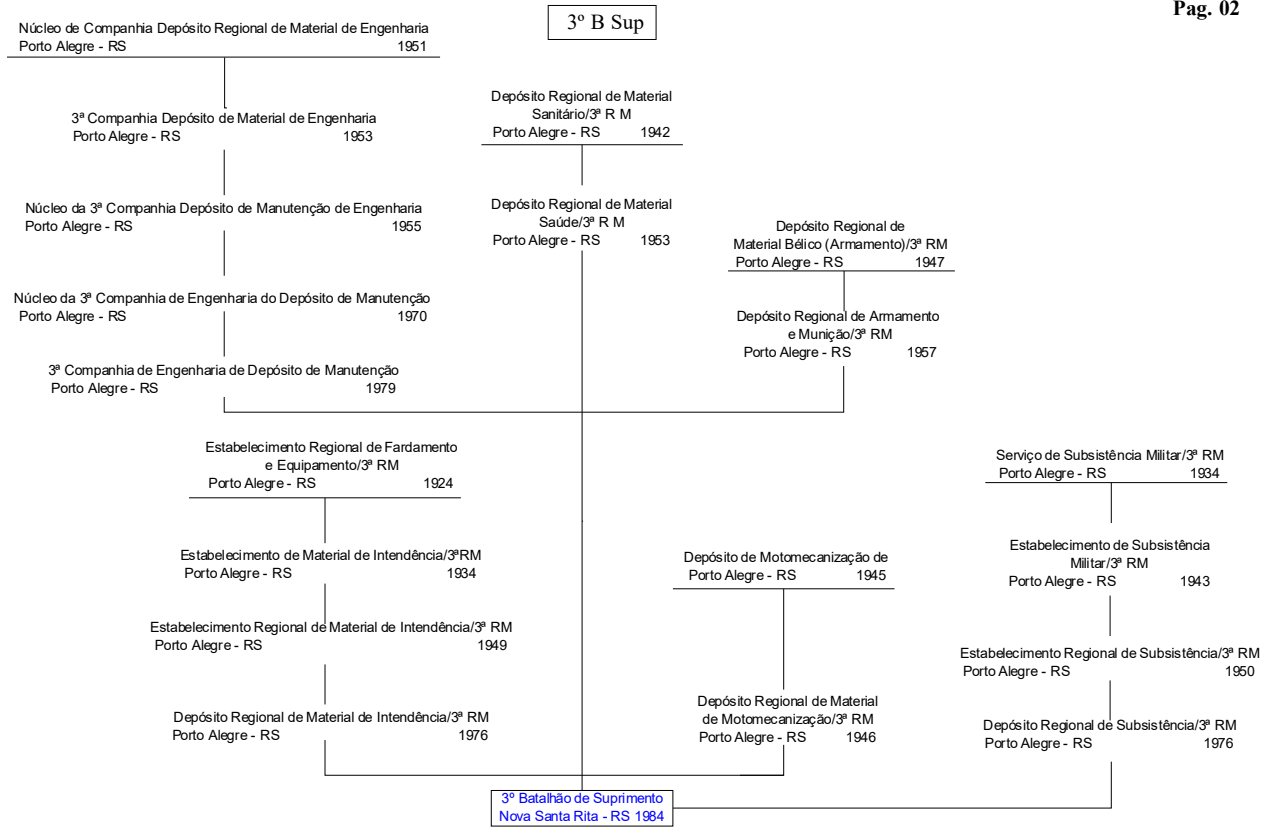 Pag. 02
3º B Sup
Núcleo de Companhia Depósito Regional de Material de Engenharia
Porto Alegre - RS 1951
3ª Companhia Depósito de Material de Engenharia
Porto Alegre - RS 1953
Núcleo da 3ª Companhia Depósito de Manutenção de Engenharia
Porto Alegre - RS 1955
Núcleo da 3ª Companhia de Engenharia do Depósito de Manutenção
Porto Alegre - RS 1970
3ª Companhia de Engenharia de Depósito de Manutenção
Porto Alegre - RS 1979
Depósito Regional de Material
Sanitário/3ª R M
Porto Alegre - RS 1942
Depósito Regional de Material
Saúde/3ª R M
Porto Alegre - RS 1953
Depósito Regional de
Material Bélico (Armamento)/3ª RM
Porto Alegre - RS 1947
Depósito Regional de Armamento
e Munição/3ª RM
Porto Alegre - RS 1957
Estabelecimento Regional de Fardamento
e Equipamento/3ª RM
Porto Alegre - RS 1924
Estabelecimento de Material de Intendência/3ªRM
Porto Alegre - RS 1934
Estabelecimento Regional de Material de Intendência/3ª RM
Porto Alegre - RS 1949
Depósito Regional de Material de Intendência/3ª RM
Porto Alegre - RS 1976
Depósito de Motomecanização de
Porto Alegre - RS 1945
Depósito Regional de Material
de Motomecanização/3ª RM
Porto Alegre - RS 1946
Serviço de Subsistência Militar/3ª RM
Porto Alegre - RS 1934
Estabelecimento de Subsistência
Militar/3ª RM
Porto Alegre - RS 1943
Estabelecimento Regional de Subsistência/3ª RM
Porto Alegre - RS 1950
Depósito Regional de Subsistência/3ª RM
Porto Alegre - RS 1976
3º Batalhão de Suprimento
Nova Santa Rita - RS 1984